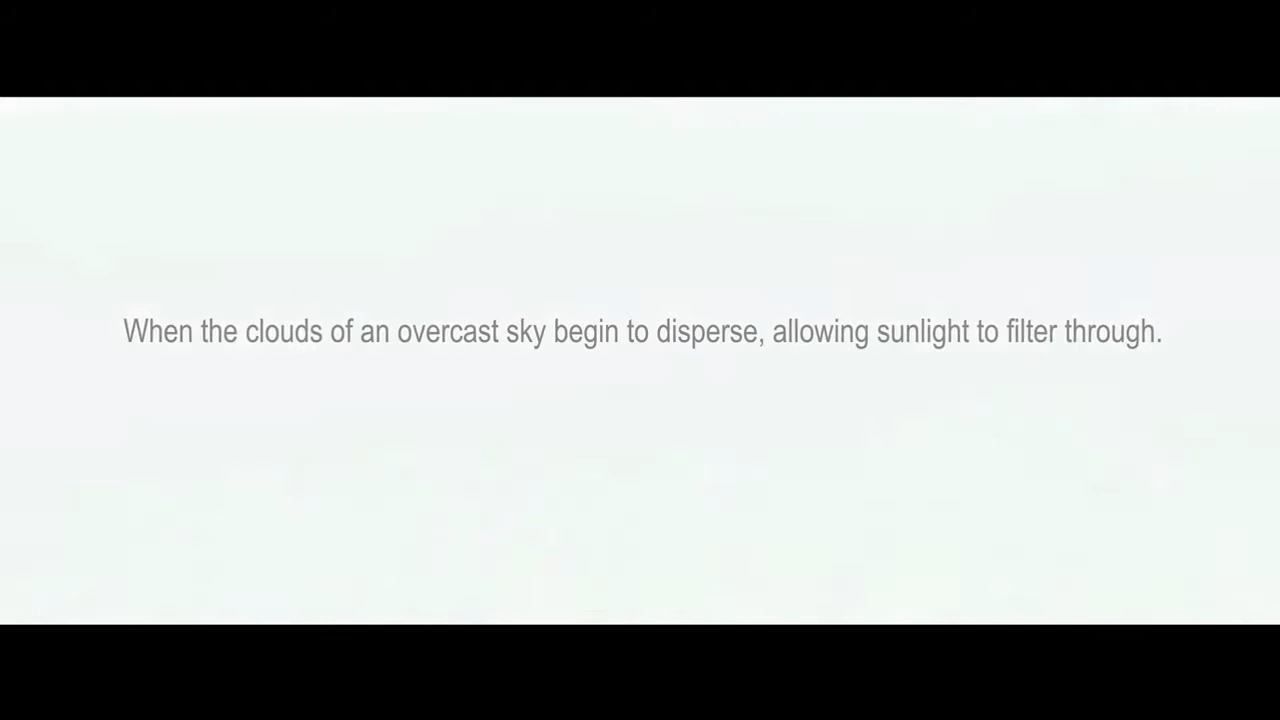 When the clouds of an overcast sky begin to disperse, allowing sunlight to filter through.